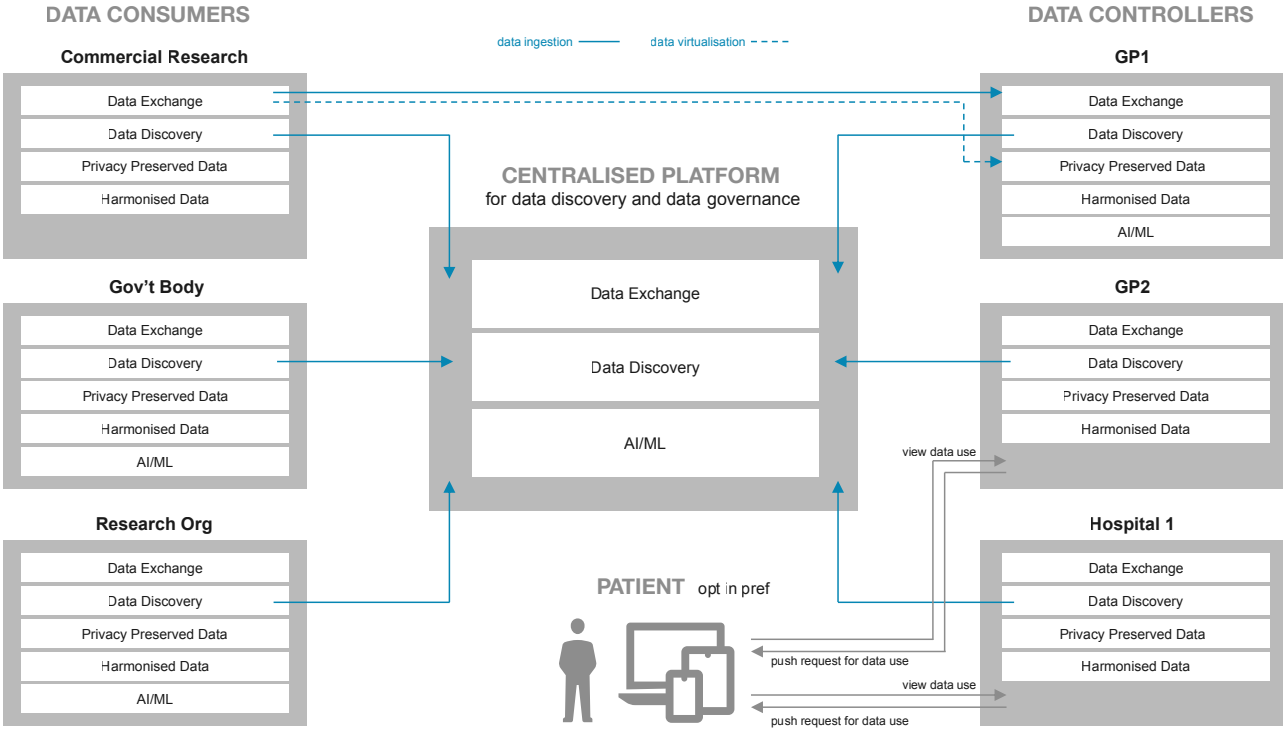 DATA CONSUMERS
DATA CONTROLLERS
data ingestion
data virtualisation
Commercial Research
Data Exchange
Data Discovery
Privacy Preserved Data
Harmonised Data
Gov't Body
Data Exchange
Data Discovery
Privacy Preserved Data
Harmonised Data
AI/ML
Research Org
Data Exchange
Data Discovery
Privacy Preserved Data
Harmonised Data
AI/ML
CENTRALISED PLATFORM
for data discovery and data governance
Data Exchange
Data Discovery
AI/ML
PATIENT opt in pref
view data use
push request for data use
view data use
push request for data use
GP1
Data Exchange
Data Discovery
Privacy Preserved Data
Harmonised Data
AI/ML
GP2
Data Exchange
Data Discovery
Privacy Preserved Data
Harmonised Data
Hospital 1
Data Exchange
Data Discovery
Privacy Preserved Data
Harmonised Data